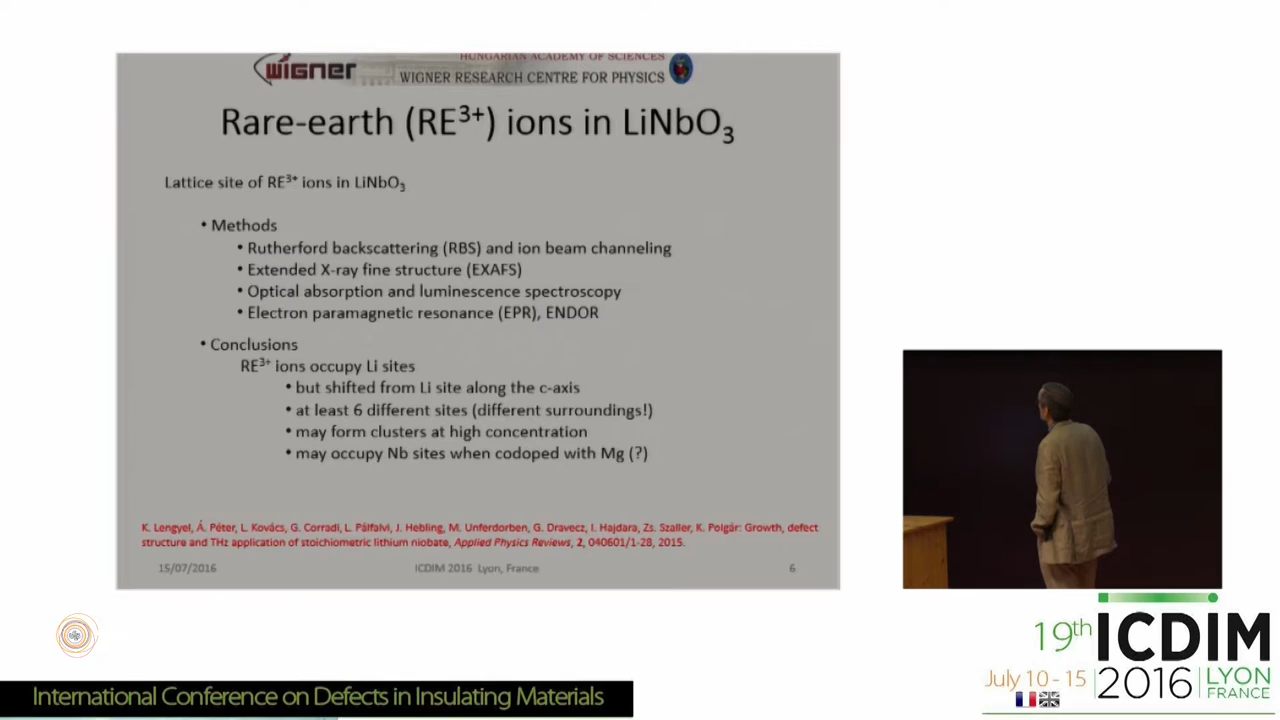 HUNGARIAN ACADEMY OF SCIENCES
wigner
WIGNER RESEARCH CENTRE FOR PHYSICS
Rare-earth (RE³⁺) ions in LiNbO₃
Lattice site of RE³⁺ ions in LiNbO₃
• Methods
• Rutherford backscattering (RBS) and ion beam channeling
• Extended X-ray fine structure (EXAFS)
• Optical absorption and luminescence spectroscopy
• Electron paramagnetic resonance (EPR), ENDOR
• Conclusions
RE³⁺ ions occupy Li sites
• but shifted from Li site along the c-axis
• at least 6 different sites (different surroundings!)
• may form clusters at high concentration
• may occupy Nb sites when codoped with Mg (?)
K. Lengyel, Á. Péter, L. Kovács, G. Corradi, L. Pálfalvi, J. Hebling, M. Unferdorben, G. Dravecz, I. Hajdara, Zs. Szaller, K. Polgár: Growth, defect
structure and THz application of stoichiometric lithium niobate, Applied Physics Reviews, 2, 040601/1-28, 2015.
15/07/2016
ICDIM 2016 Lyon, France
6
19th ICDIM
July 10 - 15 2016 LYON
FRANCE
International Conference on Defects in Insulating Materials